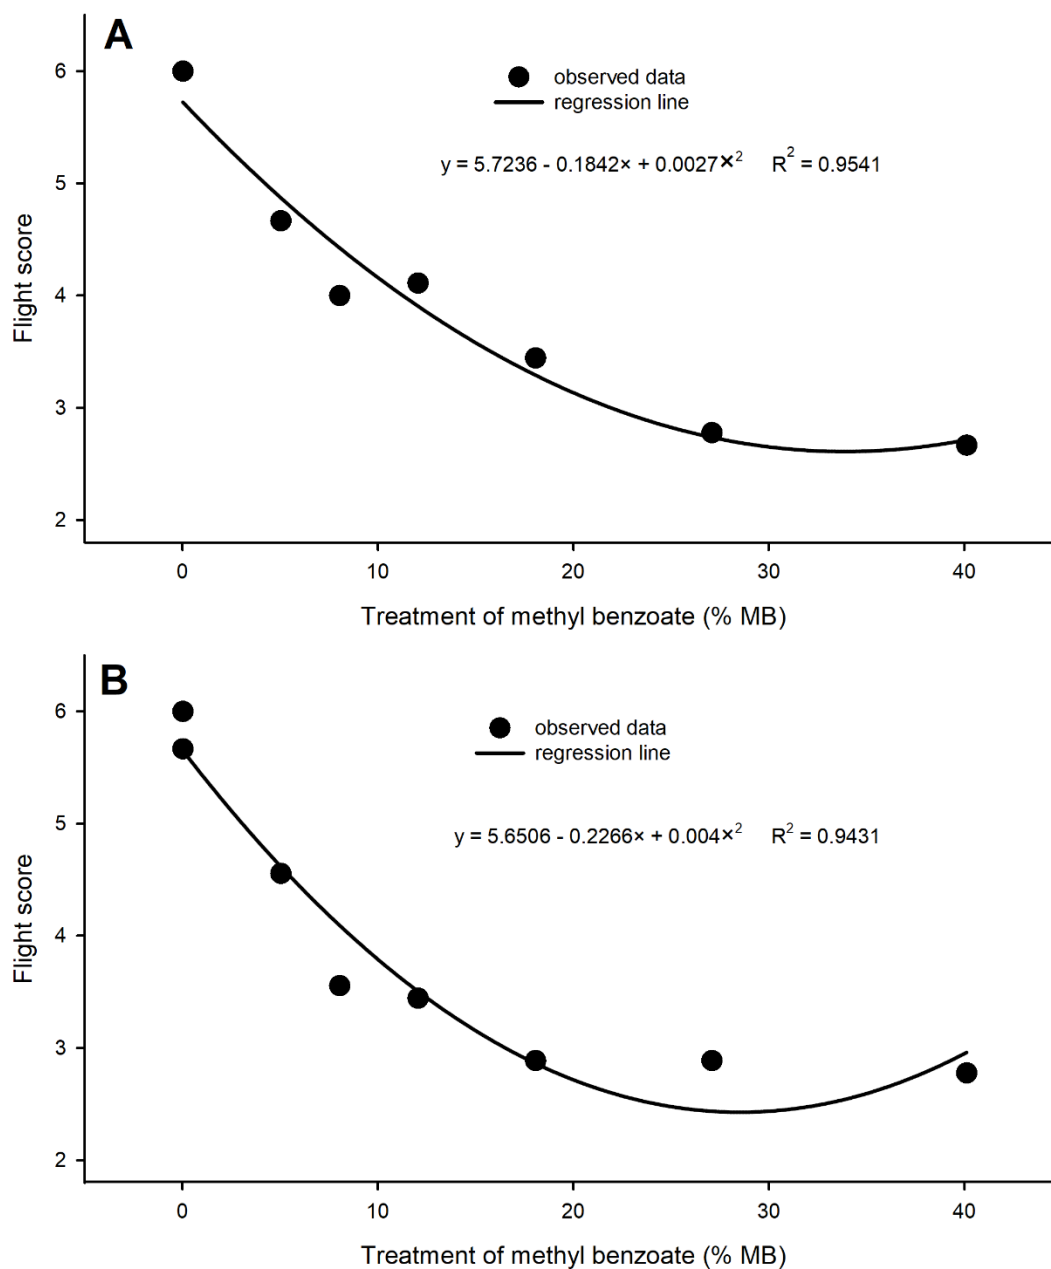 A
6
5
4
3
2
Flight score
observed data
regression line
y = 5.7236 - 0.1842× + 0.0027×² R² = 0.9541
0 10 20 30 40
Treatment of methyl benzoate (% MB)
B
6
5
4
3
2
Flight score
observed data
regression line
y = 5.6506 - 0.2266× + 0.004×² R² = 0.9431
0 10 20 30 40
Treatment of methyl benzoate (% MB)